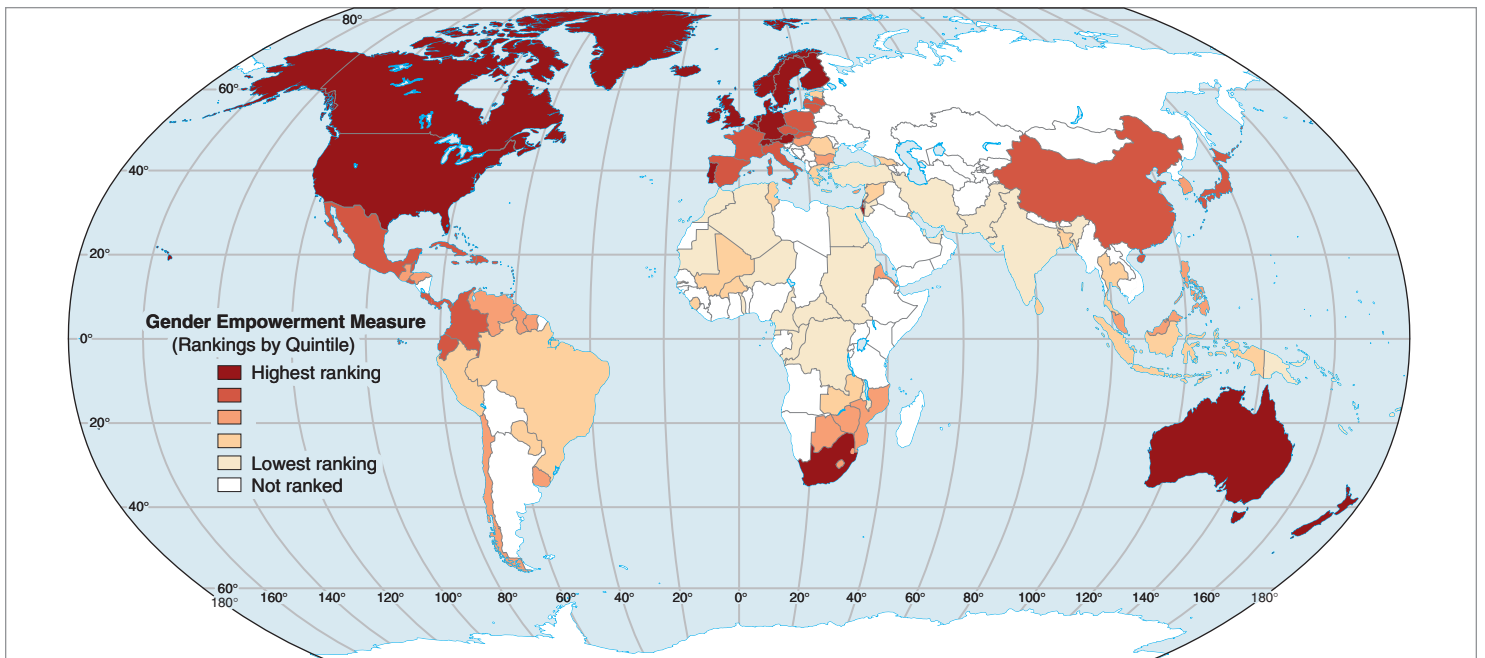 80°
60°
40°
20°
0°
20°
40°
60°
Gender Empowerment Measure
(Rankings by Quintile)
Highest ranking
Lowest ranking
Not ranked
180° 160° 140° 120° 100° 80° 60° 40° 20° 0° 20° 40° 60° 80° 100° 120° 140° 160° 180°